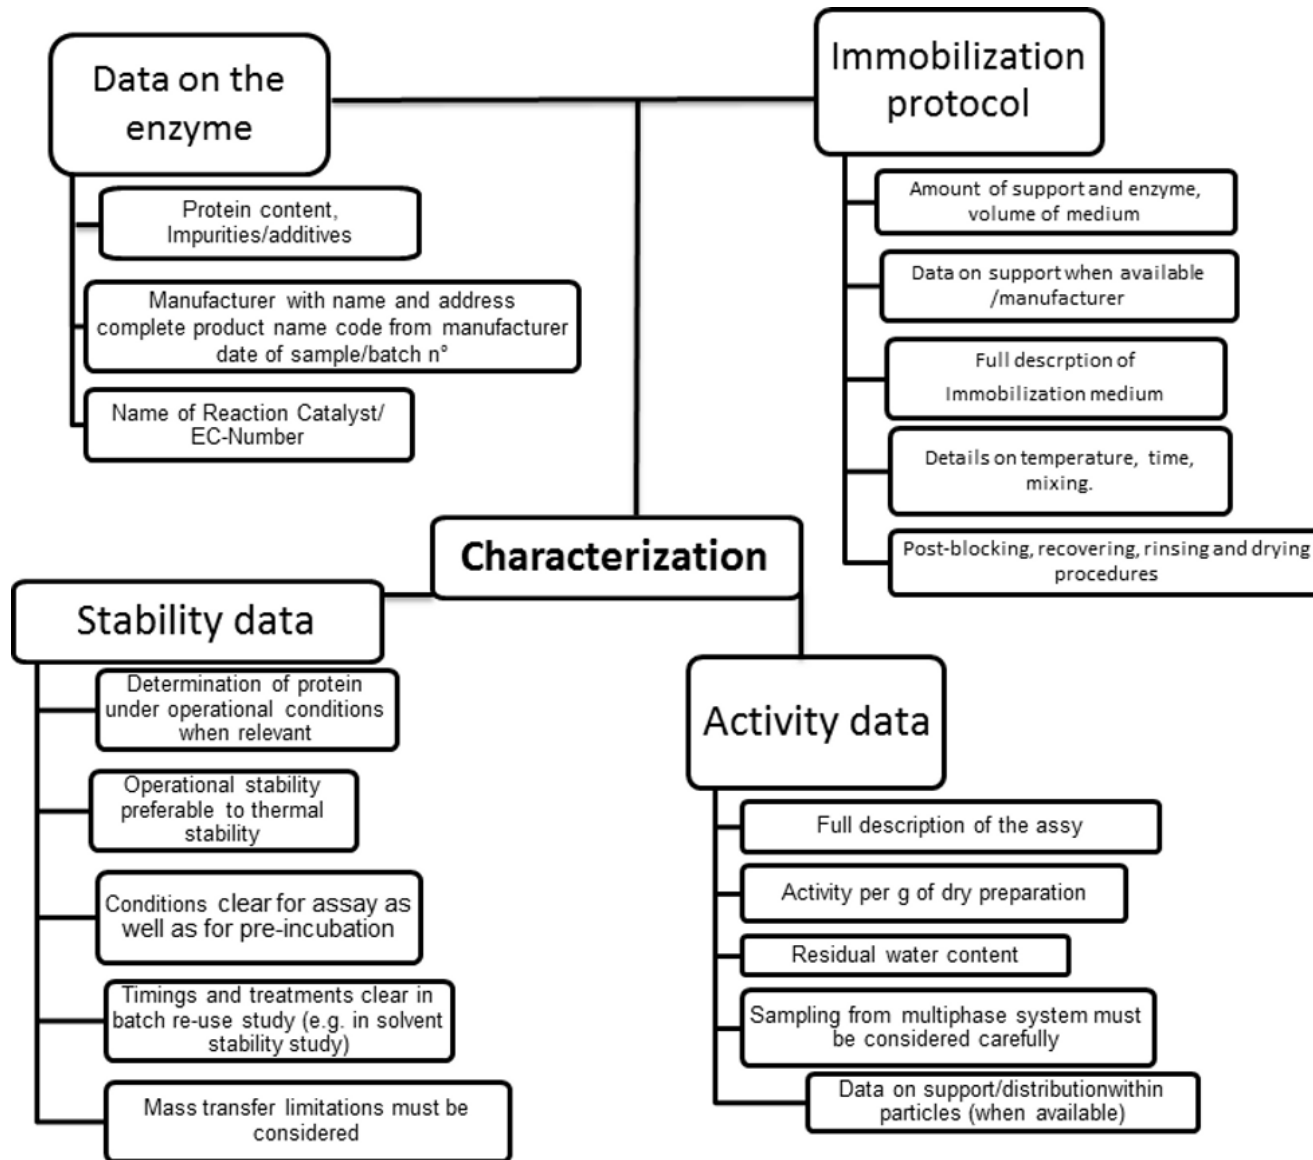 Data on the
enzyme
Protein content,
Impurities/additives
Manufacturer with name and address
complete product name code from manufacturer
date of sample/batch n°
Name of Reaction Catalyst/
EC-Number
Immobilization
protocol
Amount of support and enzyme,
volume of medium
Data on support when available
/manufacturer
Full descrption of
Immobilization medium
Details on temperature, time,
mixing.
Post-blocking, recovering, rinsing and drying
procedures
Characterization
Stability data
Determination of protein
under operational conditions
when relevant
Operational stability
preferable to thermal
stability
Conditions clear for assay as
well as for pre-incubation
Timings and treatments clear in
batch re-use study (e.g. in solvent
stability study)
Mass transfer limitations must be
considered
Activity data
Full description of the assy
Activity per g of dry preparation
Residual water content
Sampling from multiphase system must
be considered carefully
Data on support/distributionwithin
particles (when available)